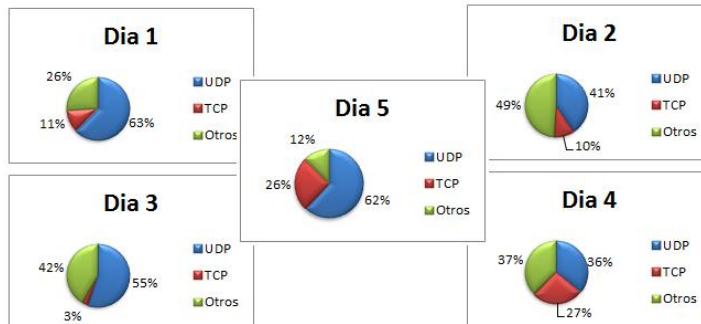 Dia 1
26%
11%
63%
UDP
TCP
Otros
Dia 2
49%
41%
10%
UDP
TCP
Otros
Dia 5
12%
26%
62%
UDP
TCP
Otros
Dia 3
42%
3%
55%
UDP
TCP
Otros
Dia 4
37%
36%
27%
UDP
TCP
Otros